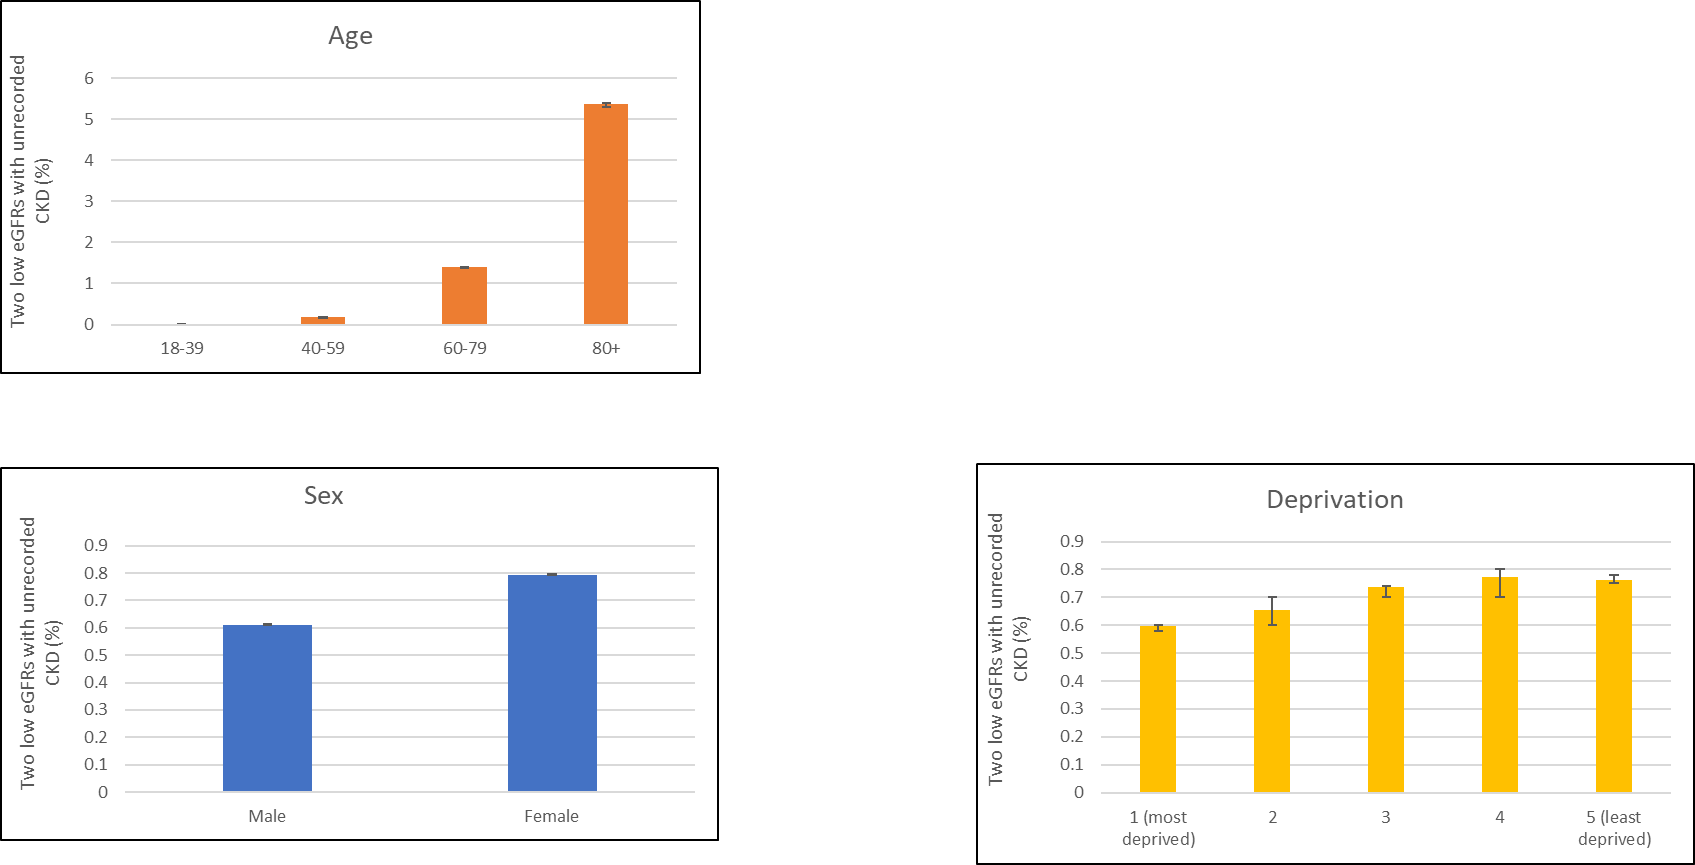 Age
Two low eGFRs with unrecorded
CKD (%)
6
5
4
3
2
1
0
18-39
40-59
60-79
80+
Sex
Two low eGFRs with unrecorded
CKD (%)
0.9
0.8
0.7
0.6
0.5
0.4
0.3
0.2
0.1
0
Male
Female
Deprivation
Two low eGFRs with unrecorded
CKD (%)
0.9
0.8
0.7
0.6
0.5
0.4
0.3
0.2
0.1
0
1 (most
deprived)
2
3
4
5 (least
deprived)